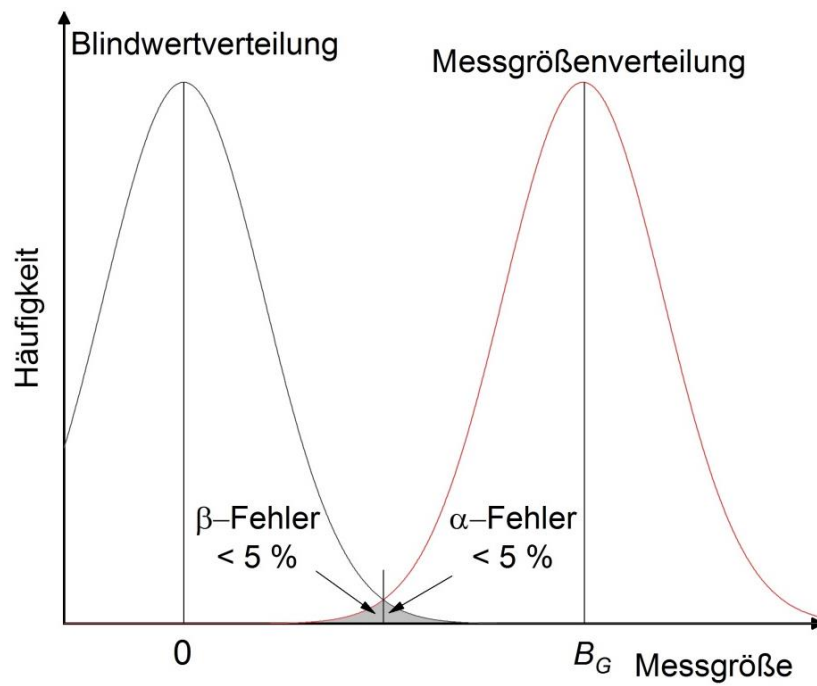 Blindwertverteilung
Messgrößenverteilung
Häufigkeit
β–Fehler
< 5 %
α–Fehler
< 5 %
0
B_G
Messgröße